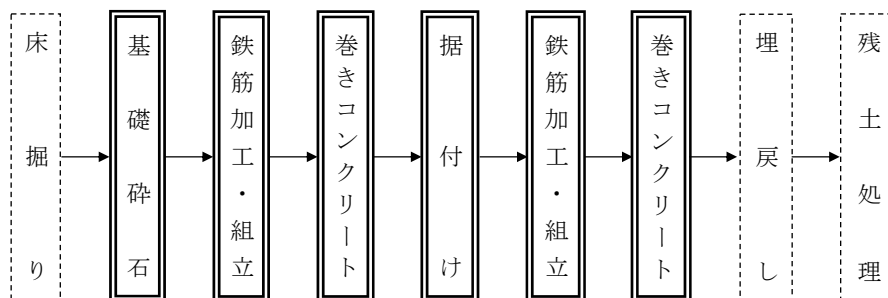 床掘り
基礎砕石
鉄筋加工・組立
巻きコンクリート
据付け
鉄筋加工・組立
巻きコンクリート
埋戻し
残土処理